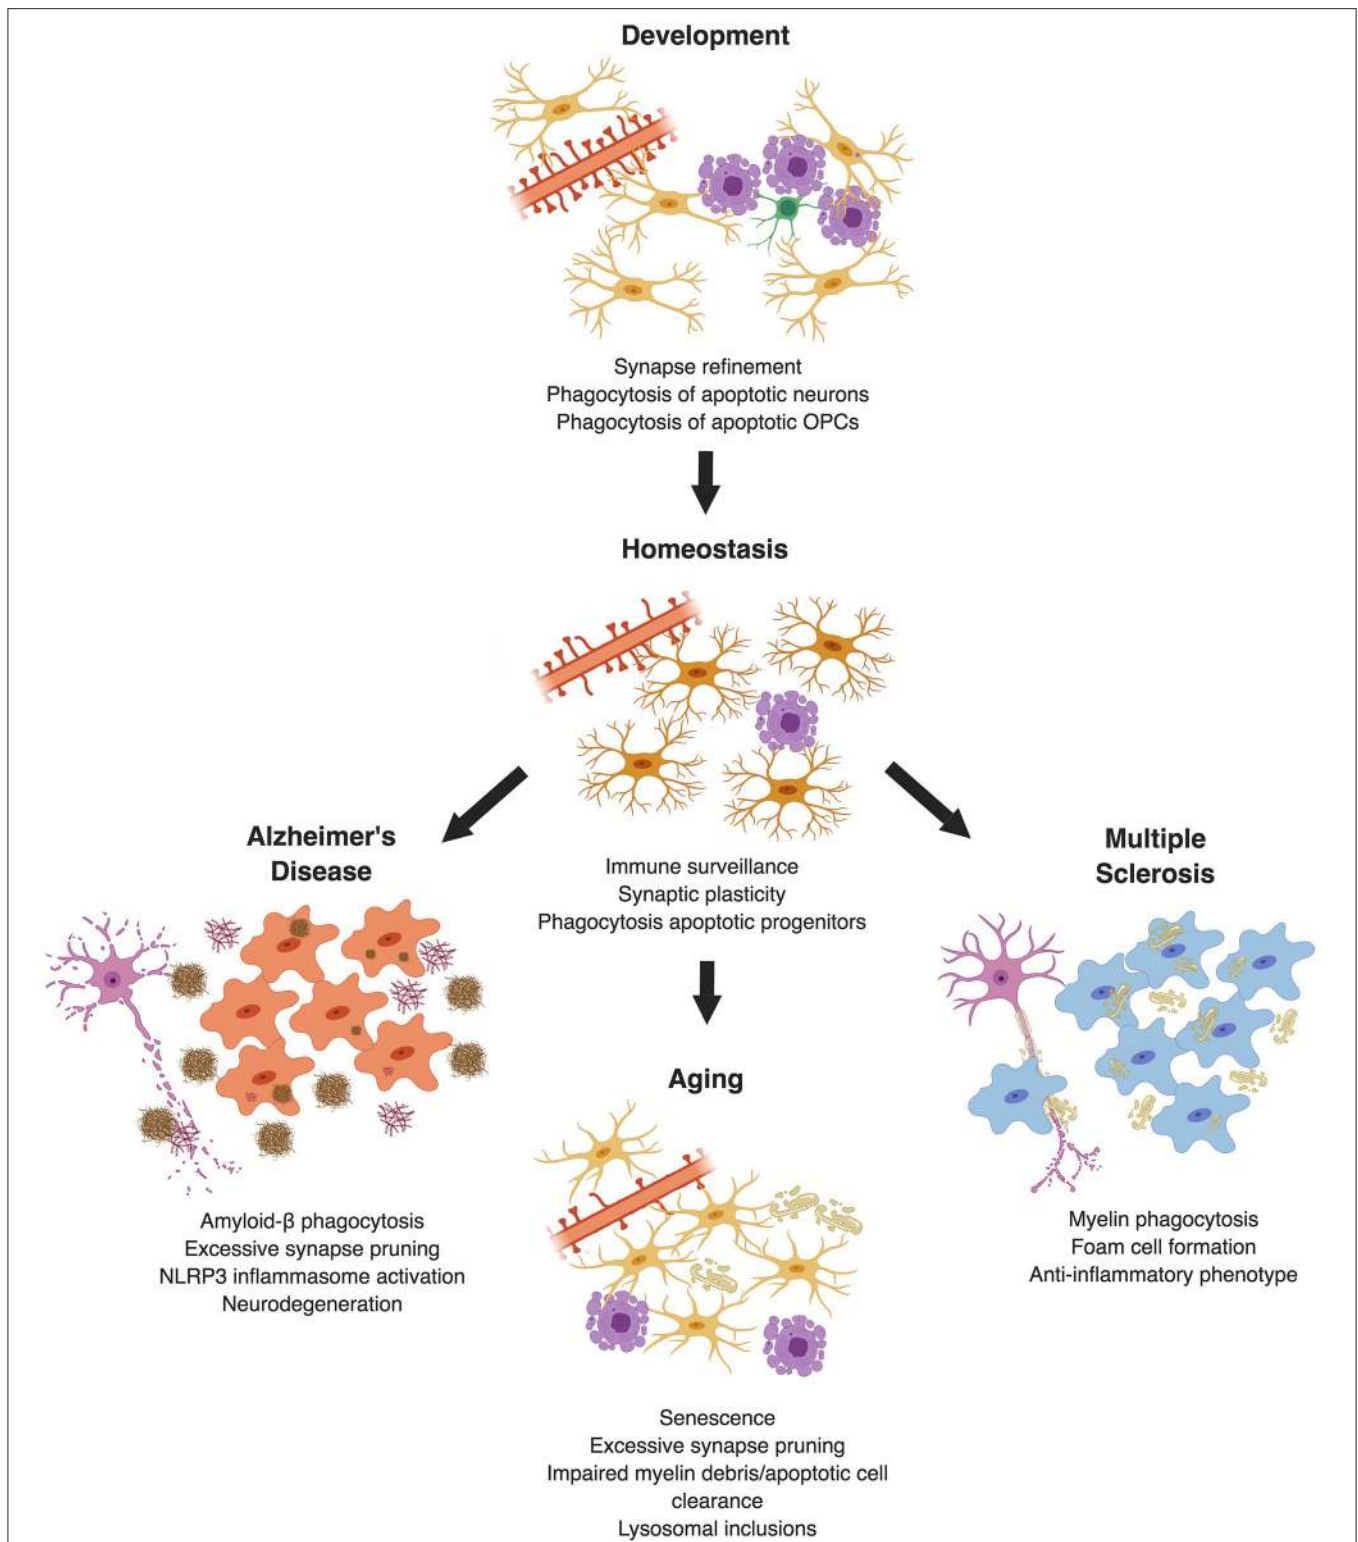 Development
Synapse refinement
Phagocytosis of apoptotic neurons
Phagocytosis of apoptotic OPCs
Homeostasis
Immune surveillance
Synaptic plasticity
Phagocytosis apoptotic progenitors
Alzheimer's
Disease
Amyloid-β phagocytosis
Excessive synapse pruning
NLRP3 inflammasome activation
Neurodegeneration
Multiple
Sclerosis
Myelin phagocytosis
Foam cell formation
Anti-inflammatory phenotype
Aging
Senescence
Excessive synapse pruning
Impaired myelin debris/apoptotic cell
clearance
Lysosomal inclusions